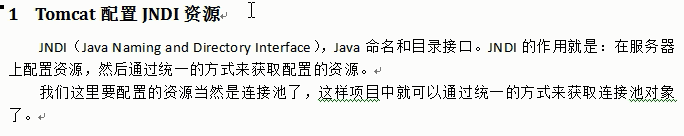 1 Tomcat 配置 JNDI 资源
JNDI（Java Naming and Directory Interface），Java 命名和目录接口。JNDI 的作用就是：在服务器
上配置资源，然后通过统一的方式来获取配置的资源。
我们这里要配置的资源当然是连接池了，这样项目中就可以通过统一的方式来获取连接池对象
了。